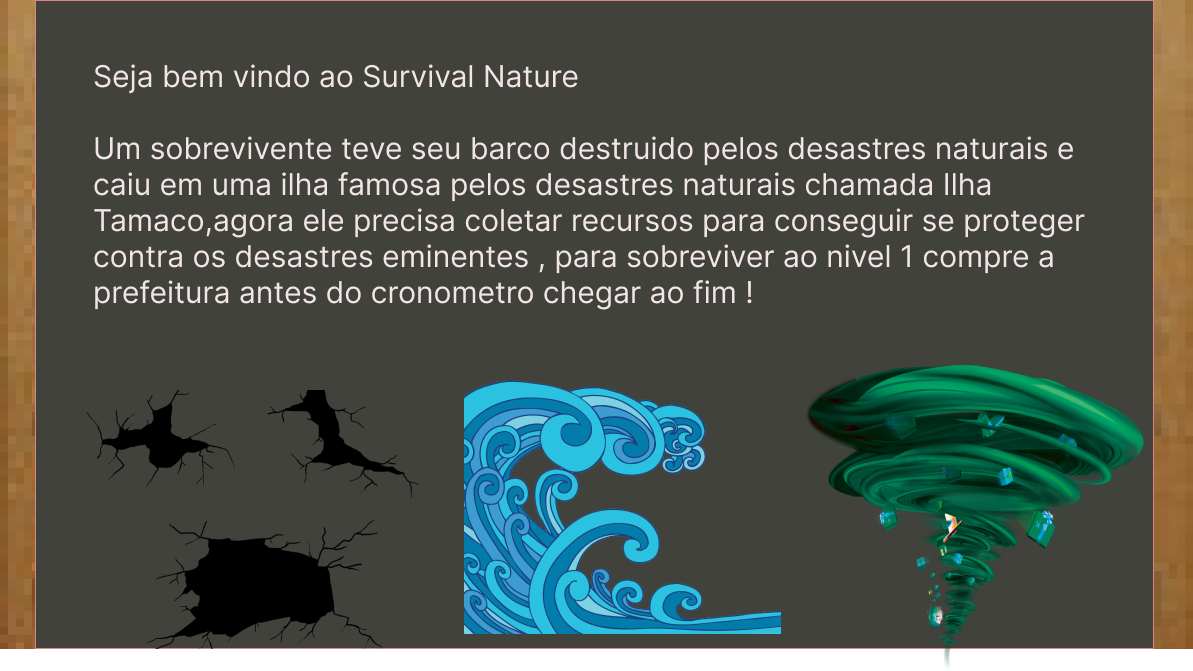 Seja bem vindo ao Survival Nature
Um sobrevivente teve seu barco destruido pelos desastres naturais e
caiu em uma ilha famosa pelos desastres naturais chamada Ilha
Tamaco,agora ele precisa coletar recursos para conseguir se proteger
contra os desastres eminentes , para sobreviver ao nivel 1 compre a
prefeitura antes do cronometro chegar ao fim !